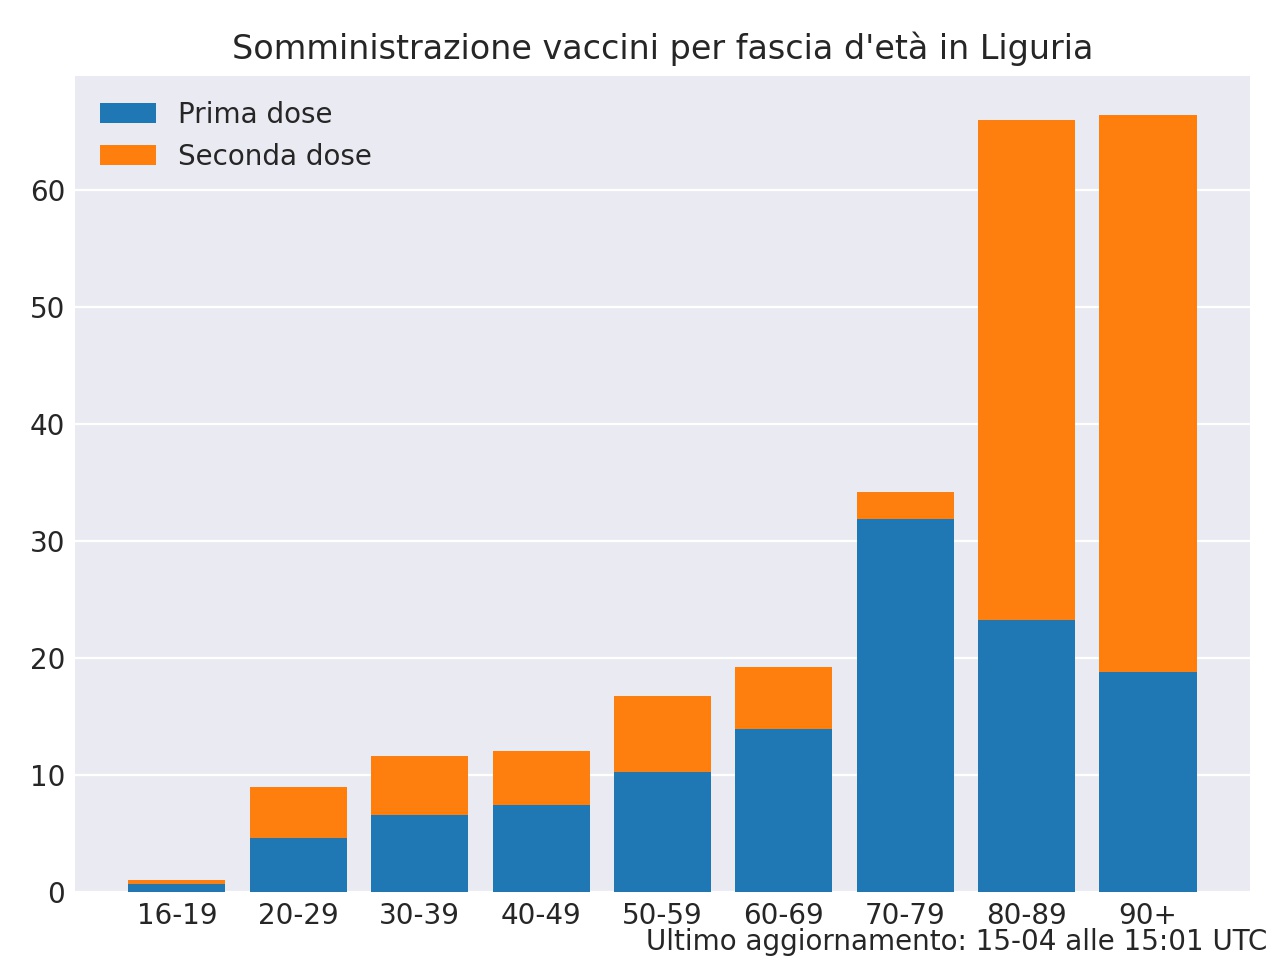 Somministrazione vaccini per fascia d'età in Liguria
Prima dose
Seconda dose
60
50
40
30
20
10
0
16-19 20-29 30-39 40-49 50-59 60-69 70-79 80-89 90+
Ultimo aggiornamento: 15-04 alle 15:01 UTC